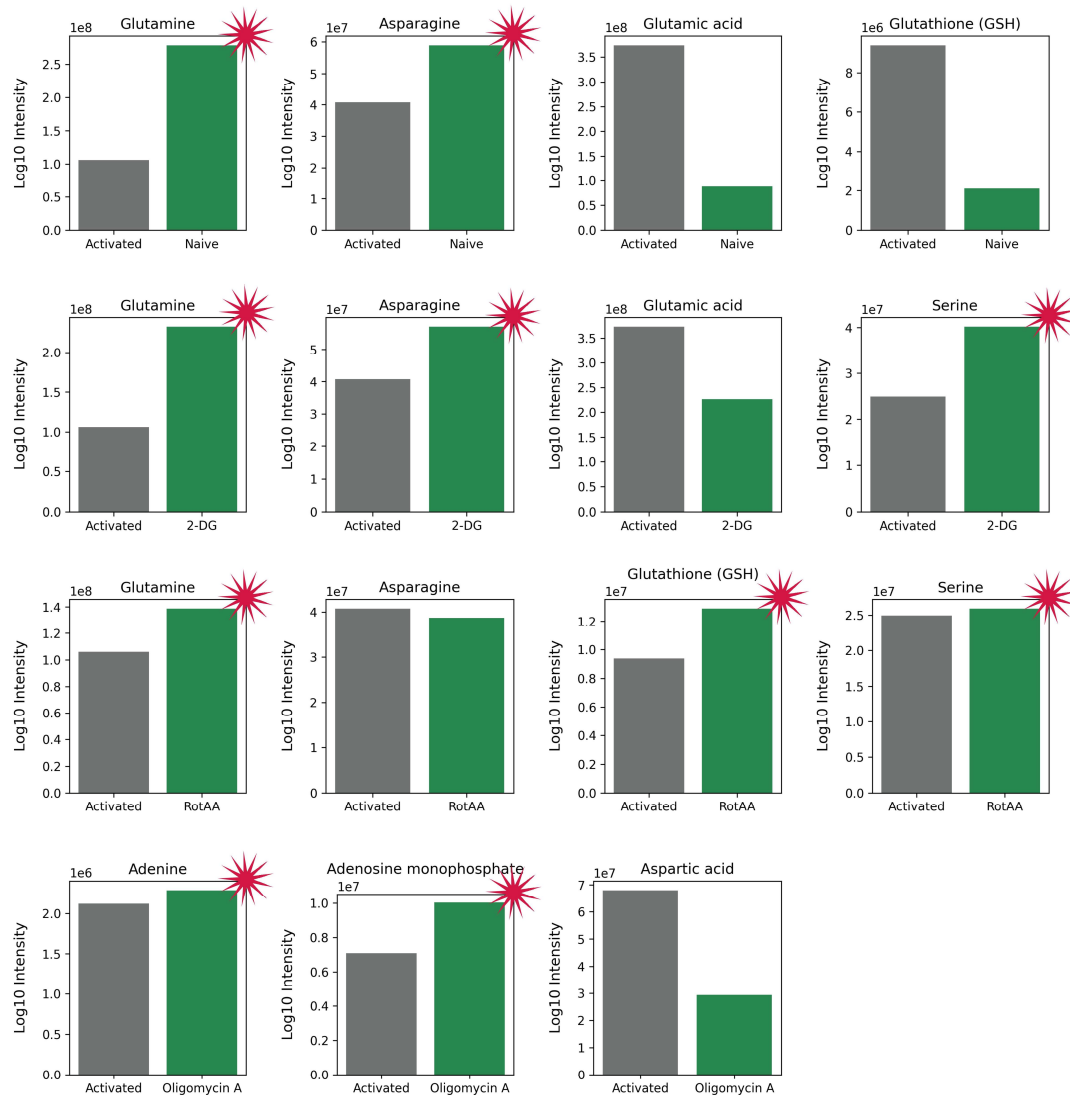 Glutamine
1e8
Log10 Intensity
2.5
2.0
1.5
1.0
0.5
0.0
Activated Naive
Asparagine
1e7
Log10 Intensity
6
5
4
3
2
1
0
Activated Naive
Glutamic acid
1e8
Log10 Intensity
3.5
3.0
2.5
2.0
1.5
1.0
0.5
0.0
Activated Naive
Glutathione (GSH)
1e6
Log10 Intensity
8
6
4
2
0
Activated Naive
Glutamine
1e8
Log10 Intensity
2.0
1.5
1.0
0.5
0.0
Activated 2-DG
Asparagine
1e7
Log10 Intensity
5
4
3
2
1
0
Activated 2-DG
Glutamic acid
1e8
Log10 Intensity
3.5
3.0
2.5
2.0
1.5
1.0
0.5
0.0
Activated 2-DG
Serine
1e7
Log10 Intensity
4
3
2
1
0
Activated 2-DG
Glutamine
1e8
Log10 Intensity
1.4
1.2
1.0
0.8
0.6
0.4
0.2
0.0
Activated RotAA
Asparagine
1e7
Log10 Intensity
4
3
2
1
0
Activated RotAA
Glutathione (GSH)
1e7
Log10 Intensity
1.2
1.0
0.8
0.6
0.4
0.2
0.0
Activated RotAA
Serine
1e7
Log10 Intensity
2.5
2.0
1.5
1.0
0.5
0.0
Activated RotAA
Adenine
1e6
Log10 Intensity
2.0
1.5
1.0
0.5
0.0
Activated Oligomycin A
Adenosine monophosphate
1e7
Log10 Intensity
1.0
0.8
0.6
0.4
0.2
0.0
Activated Oligomycin A
Aspartic acid
1e7
Log10 Intensity
7
6
5
4
3
2
1
0
Activated Oligomycin A